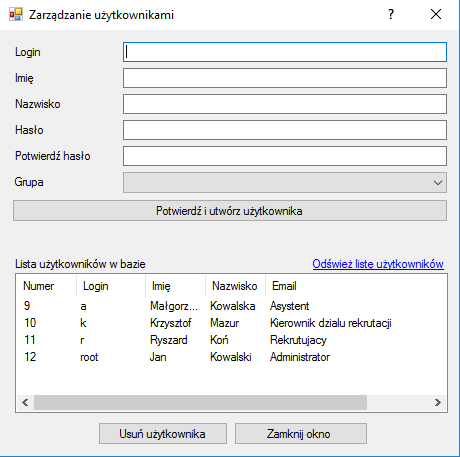 Zarządzanie użytkownikami ?
Login
Imię
Nazwisko
Hasło
Potwierdź hasło
Grupa
Potwierdź i utwórz użytkownika
Lista użytkowników w bazie Odśwież listę użytkowników
Numer Login Imię Nazwisko Email
9 a Małgorz... Kowalska Asystent
10 k Krzysztof Mazur Kierownik dzialu rekrutacji
11 r Ryszard Koń Rekrutujacy
12 root Jan Kowalski Administrator
Usuń użytkownika Zamknij okno